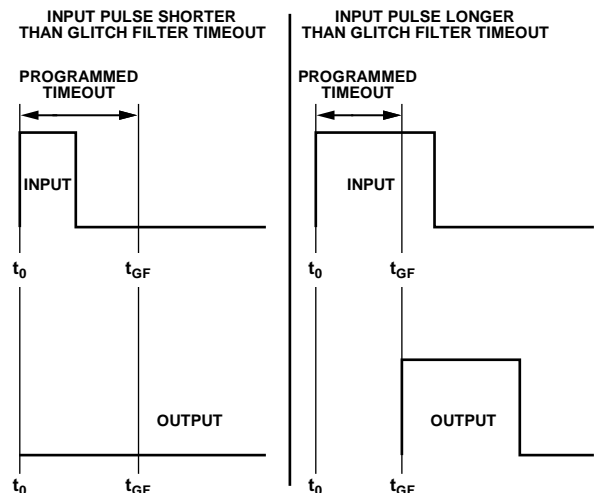 INPUT PULSE SHORTER
THAN GLITCH FILTER TIMEOUT
PROGRAMMED
TIMEOUT
INPUT
t0
tGF
OUTPUT
t0
tGF
INPUT PULSE LONGER
THAN GLITCH FILTER TIMEOUT
PROGRAMMED
TIMEOUT
INPUT
t0
tGF
OUTPUT
t0
tGF